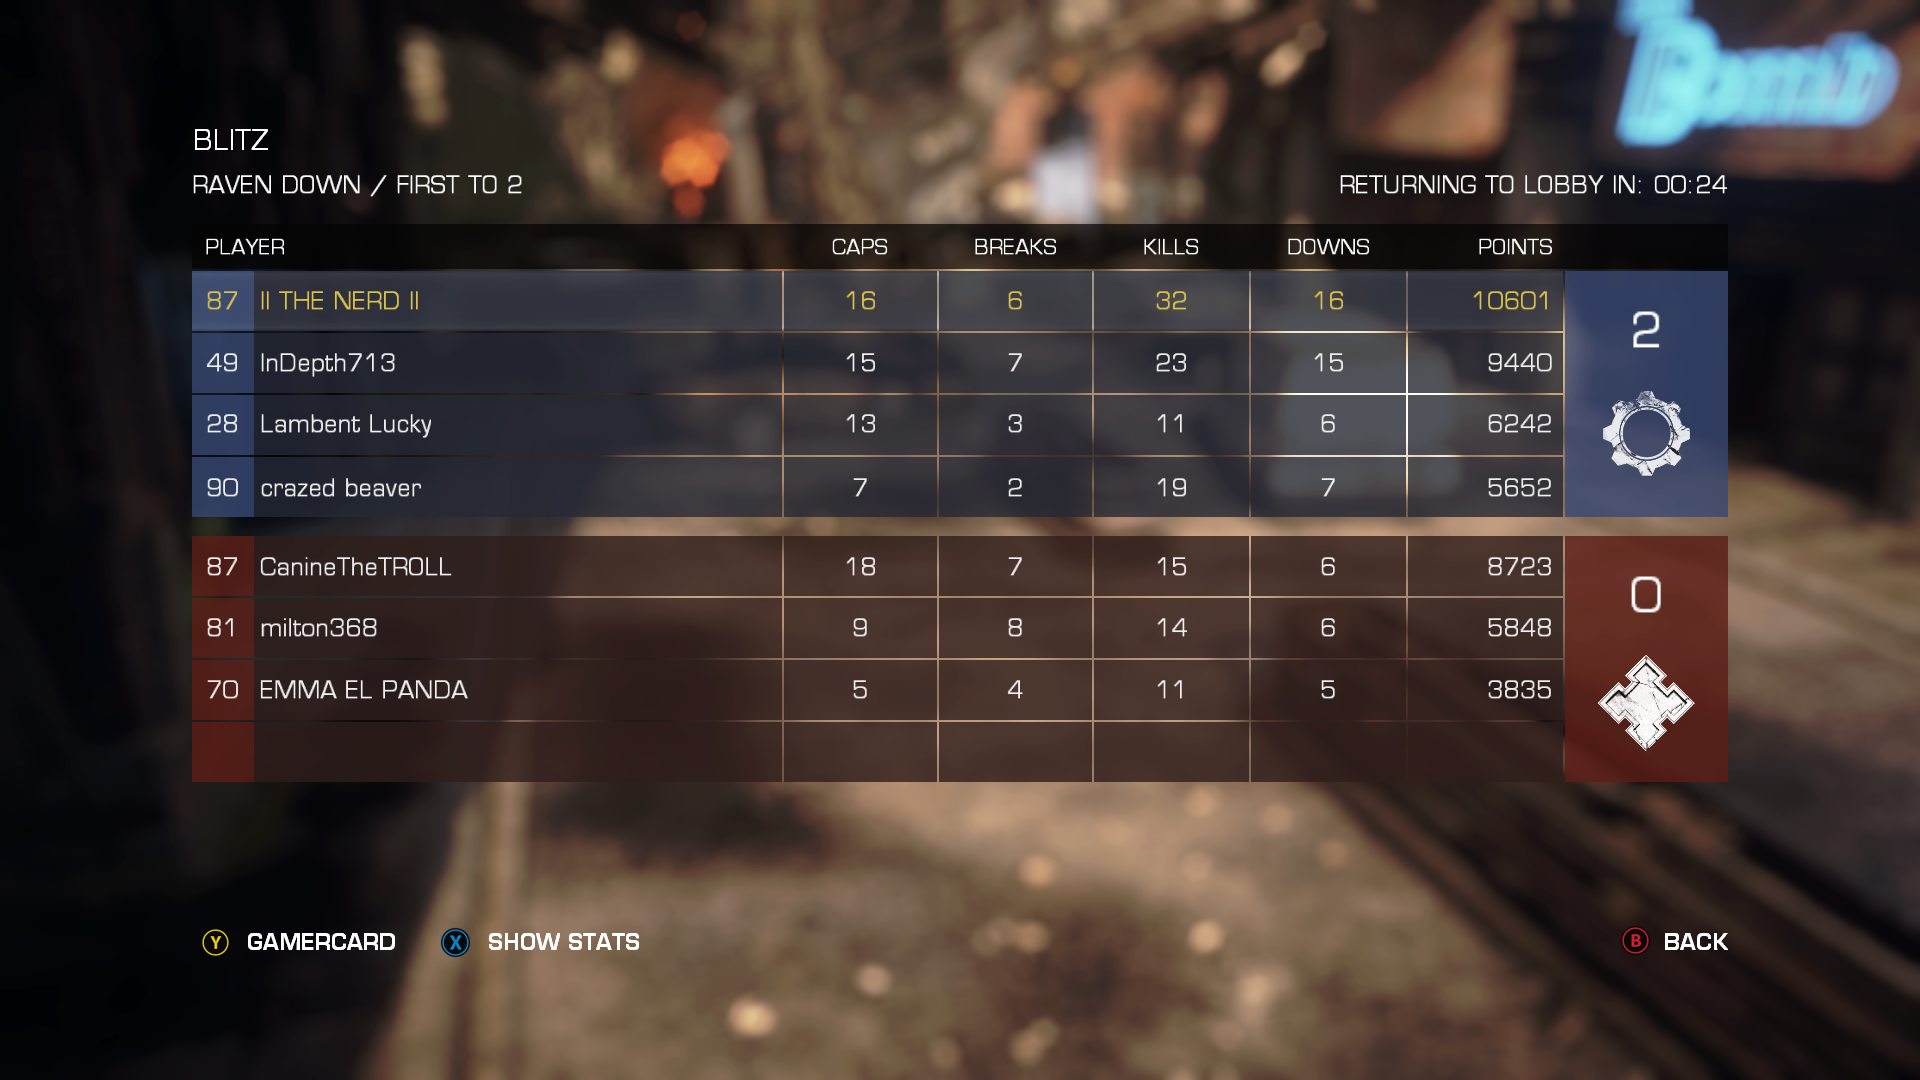 BLITZ
RAVEN DOWN / FIRST TO 2
RETURNING TO LOBBY IN: 00:24
PLAYER CAPS BREAKS KILLS DOWNS POINTS
87 II THE NERD II 16 6 32 16 10601
49 InDepth713 15 7 23 15 9440
28 Lambent Lucky 13 3 11 6 6242
90 crazed beaver 7 2 19 7 5652
2
87 CanineTheTROLL 18 7 15 6 8723
81 milton368 9 8 14 6 5848
70 EMMA EL PANDA 5 4 11 5 3835
0
Y GAMERCARD X SHOW STATS
B BACK